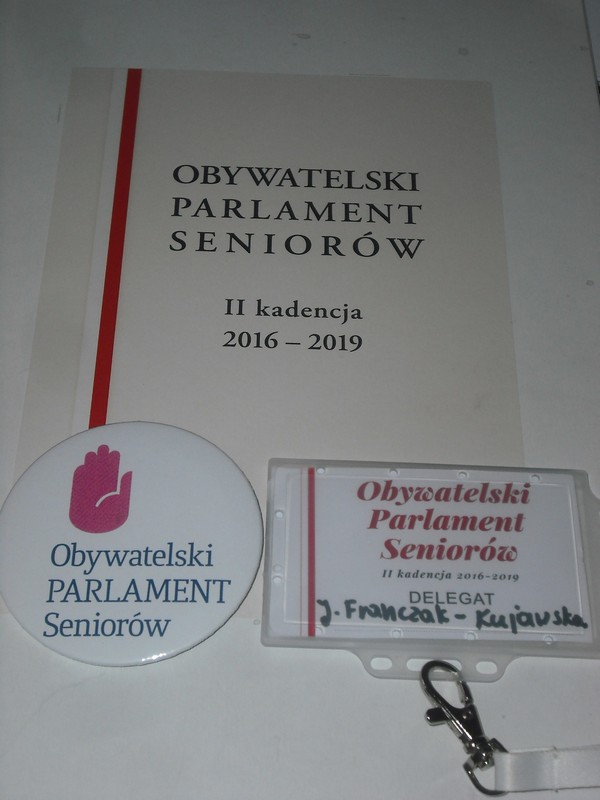 OBYWATELSKI
PARLAMENT
SENIORÓW
II kadencja
2016 – 2019
Obywatelski
PARLAMENT
Seniorów
Obywatelski
Parlament
Seniorów
II kadencja 2016-2019
DELEGAT
J. Franczak - Kujawska